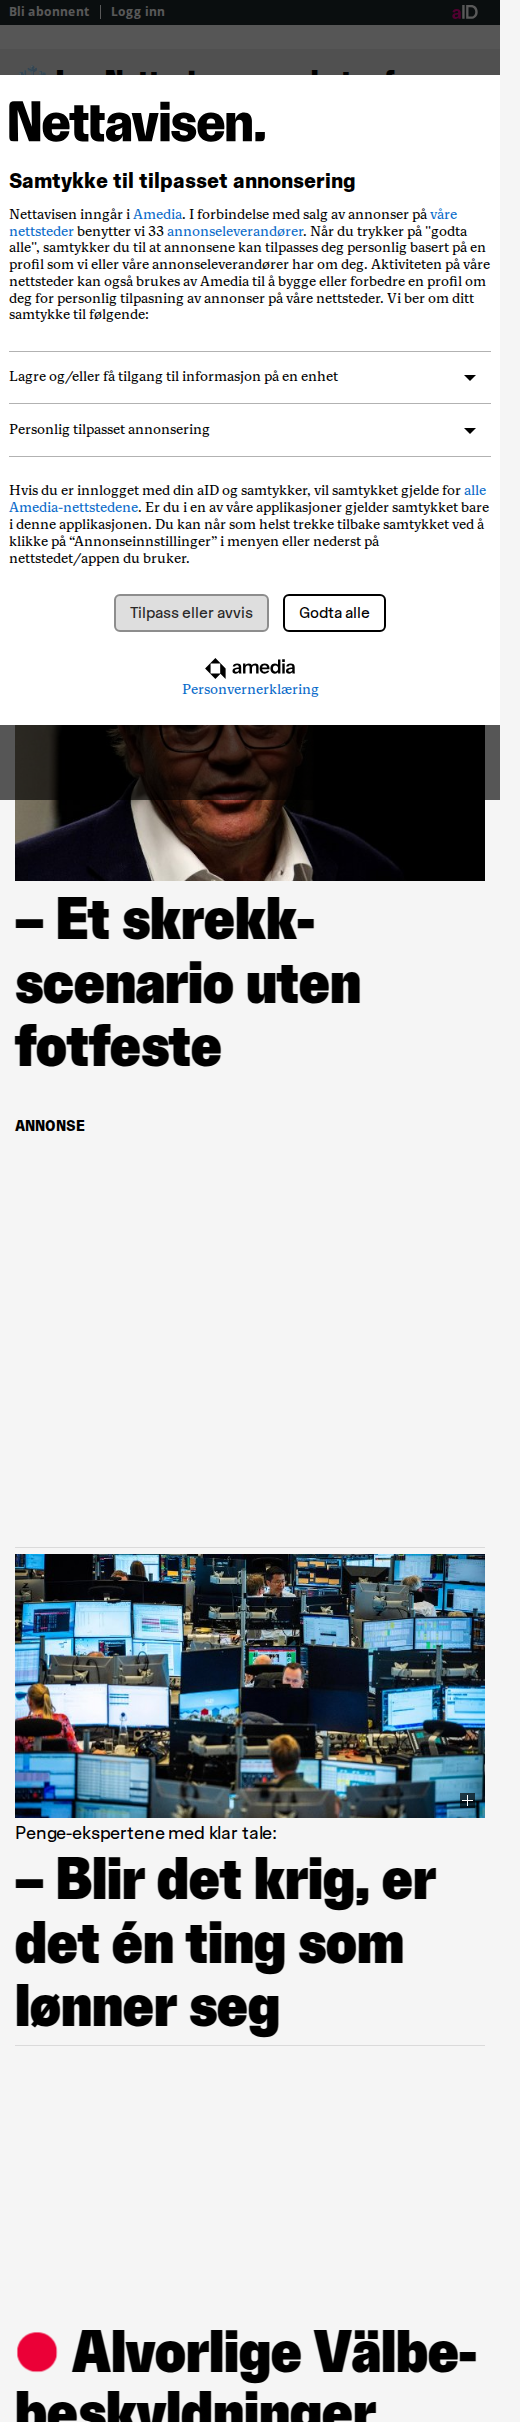 Bli abonnent | Logg inn
aID
Nettavisen.
Samtykke til tilpasset annonsering
Nettavisen inngår i Amedia. I forbindelse med salg av annonser på våre
nettsteder benytter vi 33 annonseleverandører. Når du trykker på "godta
alle", samtykker du til at annonsene kan tilpasses deg personlig basert på en
profil som vi eller våre annonseleverandører har om deg. Aktiviteten på våre
nettsteder kan også brukes av Amedia til å bygge eller forbedre en profil om
deg for personlig tilpasning av annonser på våre nettsteder. Vi ber om ditt
samtykke til følgende:
Lagre og/eller få tilgang til informasjon på en enhet
Personlig tilpasset annonsering
Hvis du er innlogget med din aID og samtykker, vil samtykket gjelde for alle
Amedia-nettstedene. Er du i en av våre applikasjoner gjelder samtykket bare
i denne applikasjonen. Du kan når som helst trekke tilbake samtykket ved å
klikke på “Annonseinnstillinger” i menyen eller nederst på
nettstedet/appen du bruker.
Tilpass eller avvis
Godta alle
amedia
Personvernerklæring
– Et skrekk-
scenario uten
fotfeste
ANNONSE
Penge-ekspertene med klar tale:
– Blir det krig, er
det én ting som
lønner seg
Alvorlige Välbe-
beskyldninger